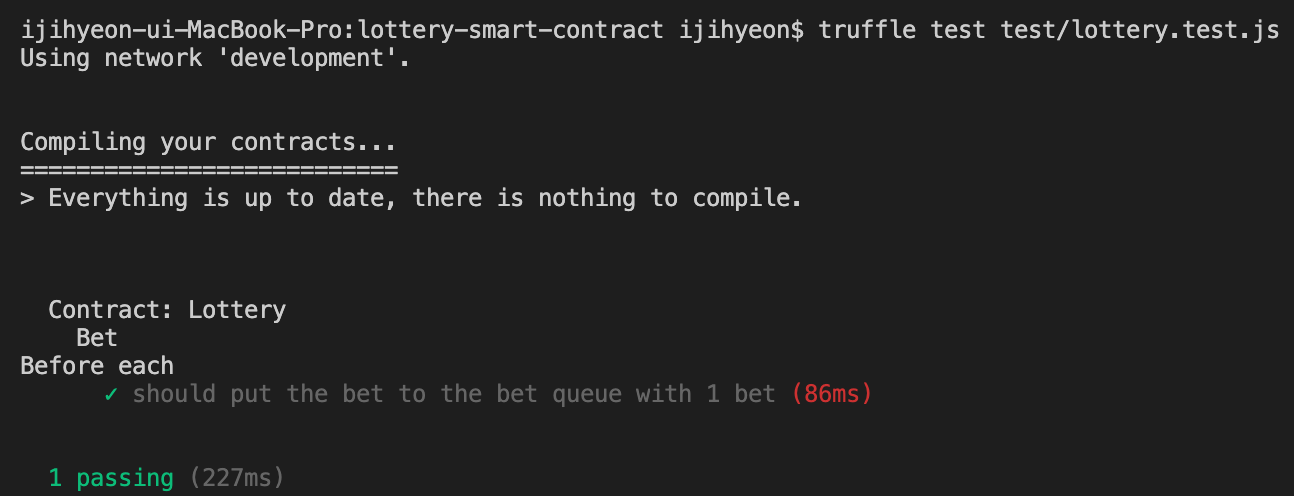 ijihyeon-ui-MacBook-Pro:lottery-smart-contract ijihyeon$ truffle test test/lottery.test.js
Using network 'development'.
Compiling your contracts...
===========================
> Everything is up to date, there is nothing to compile.
Contract: Lottery
Bet
Before each
✓ should put the bet to the bet queue with 1 bet (86ms)
1 passing (227ms)